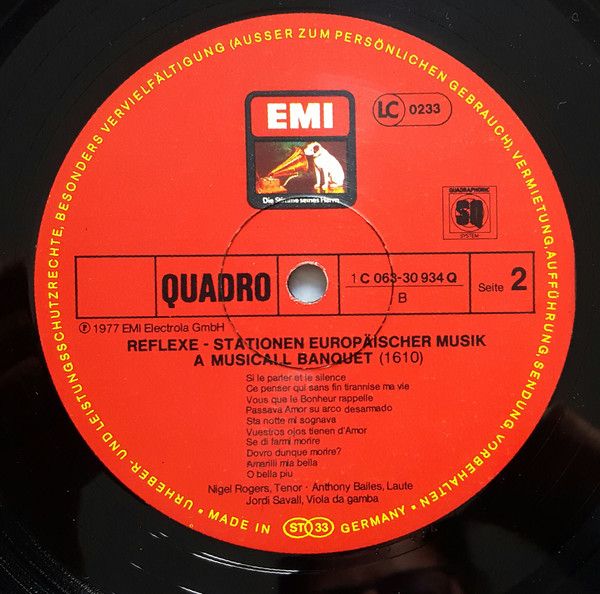 URHEBER- UND LEISTUNGSSCHUTZRECHTE, BESONDERS VERVIELFÄLTIGUNG (AUSSER ZUM PERSÖNLICHEN GEBRAUCH), VERMIETUNG, AUFFÜHRUNG, SENDUNG, VORBEHALTEN •
EMI
LC 0233
Die Stimme seines Herrn
QUADRAPHONIC
SQ
SYSTEM
QUADRO
1 C 063-30 934 Q
B
Seite 2
℗ 1977 EMI Electrola GmbH
REFLEXE - STATIONEN EUROPÄISCHER MUSIK
A MUSICALL BANQUET (1610)
Si le parler et le silence
Ce penser qui sans fin tirannise ma vie
Vous que le Bonheur rappelle
Passava Amor su arco desarmado
Sta notte mi sognava
Vuestros ojos tienen d'Amor
Se di farmi morire
Dovro dunque morire?
Amarilli mia bella
O bella piu
Nigel Rogers, Tenor · Anthony Bailes, Laute
Jordi Savall, Viola da gamba
• MADE IN GERMANY •
ST 33